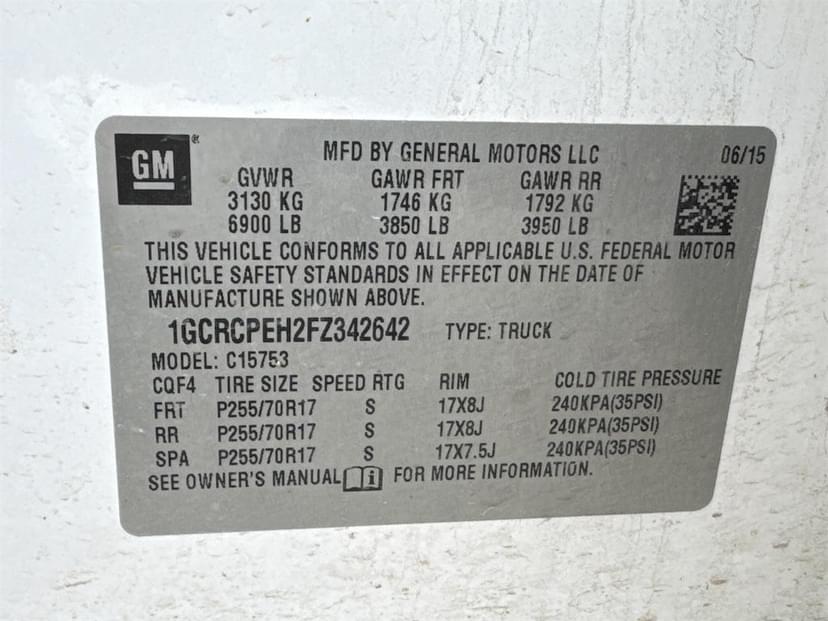 GM ® MFD BY GENERAL MOTORS LLC 06/15
GVWR GAWR FRT GAWR RR
3130 KG 1746 KG 1792 KG
6900 LB 3850 LB 3950 LB
THIS VEHICLE CONFORMS TO ALL APPLICABLE U.S. FEDERAL MOTOR
VEHICLE SAFETY STANDARDS IN EFFECT ON THE DATE OF
MANUFACTURE SHOWN ABOVE.
1GCRCPEH2FZ342642 TYPE: TRUCK
MODEL: C15753
CQF4 TIRE SIZE SPEED RTG RIM COLD TIRE PRESSURE
FRT P255/70R17 S 17X8J 240KPA(35PSI)
RR P255/70R17 S 17X8J 240KPA(35PSI)
SPA P255/70R17 S 17X7.5J 240KPA(35PSI)
SEE OWNER'S MANUAL i FOR MORE INFORMATION.